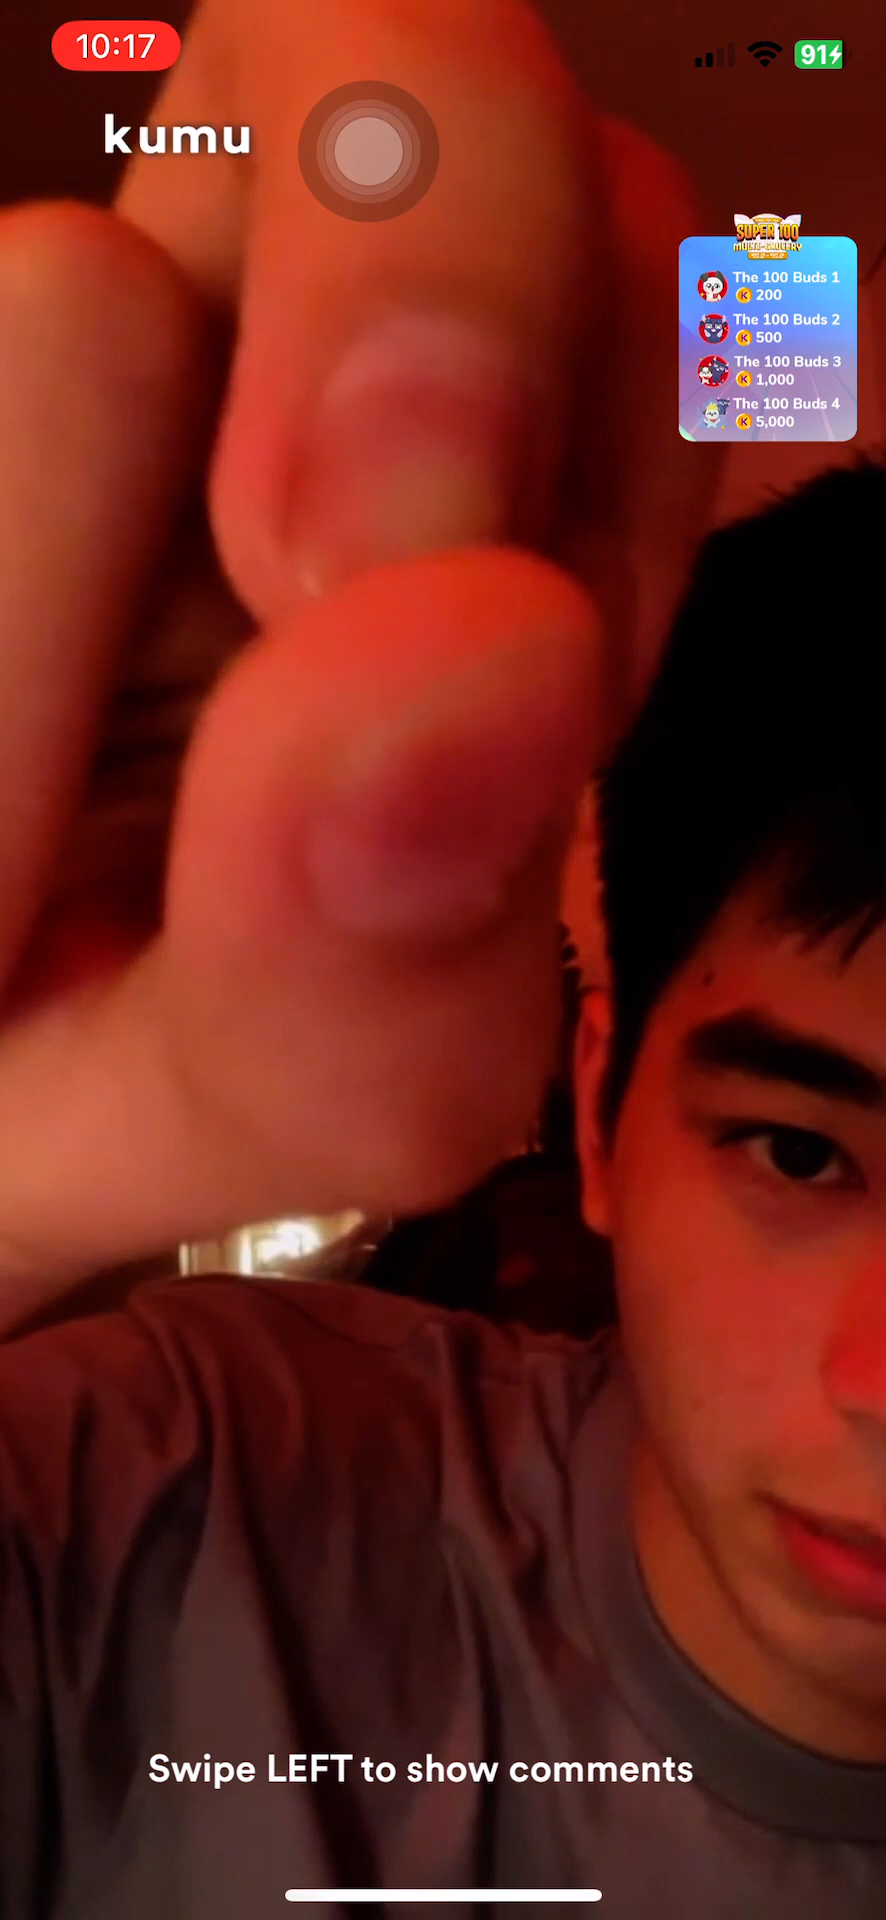 10:17
91
kumu
SUPER 100
The 100 Buds 1
K 200
The 100 Buds 2
K 500
The 100 Buds 3
K 1,000
The 100 Buds 4
K 5,000
Swipe LEFT to show comments